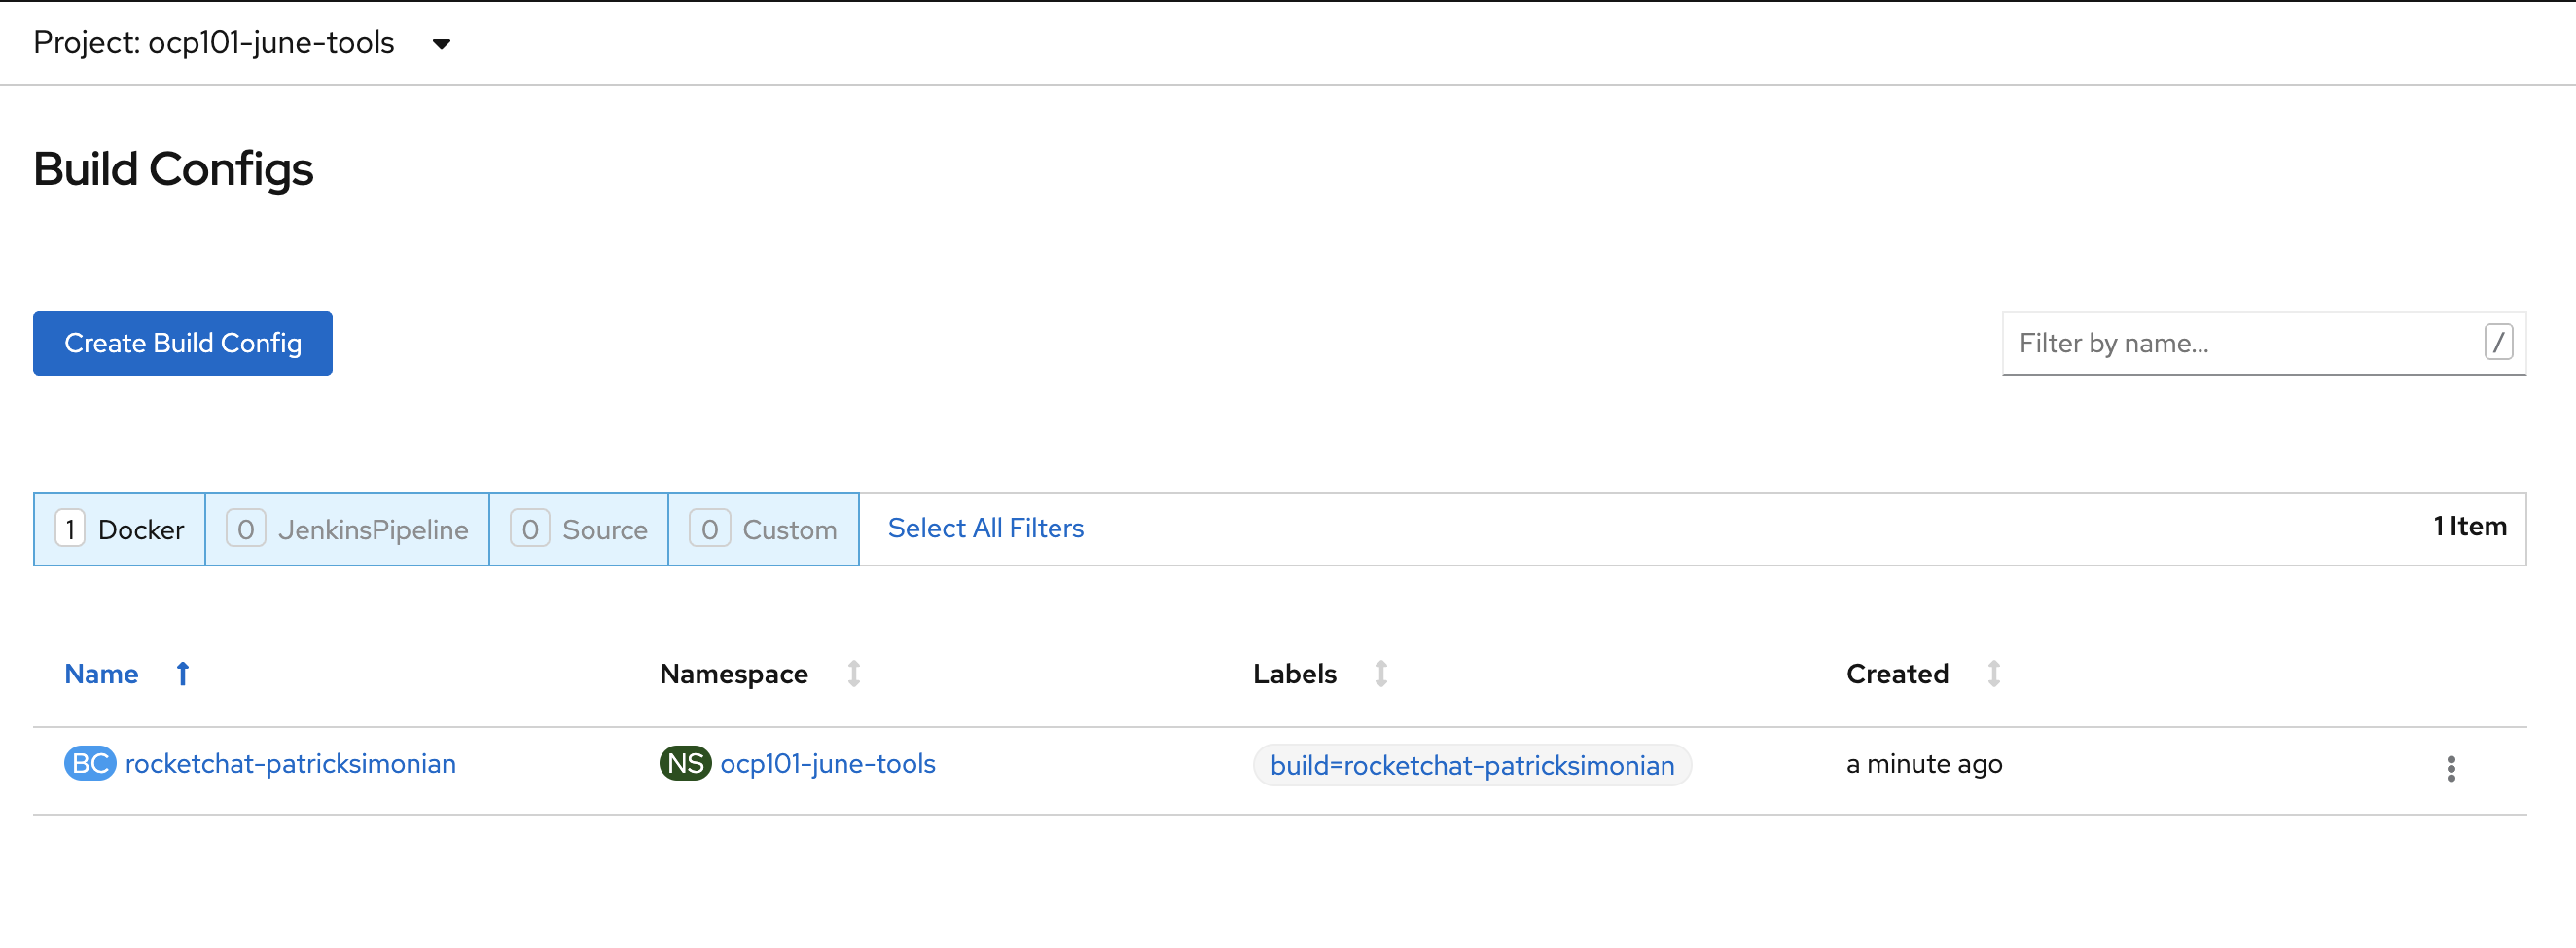 Project: ocp101-june-tools
Build Configs
Create Build Config
Filter by name...
/
1 Docker 0 JenkinsPipeline 0 Source 0 Custom Select All Filters 1 Item
Name Namespace Labels Created
BC rocketchat-patricksimonian NS ocp101-june-tools build=rocketchat-patricksimonian a minute ago